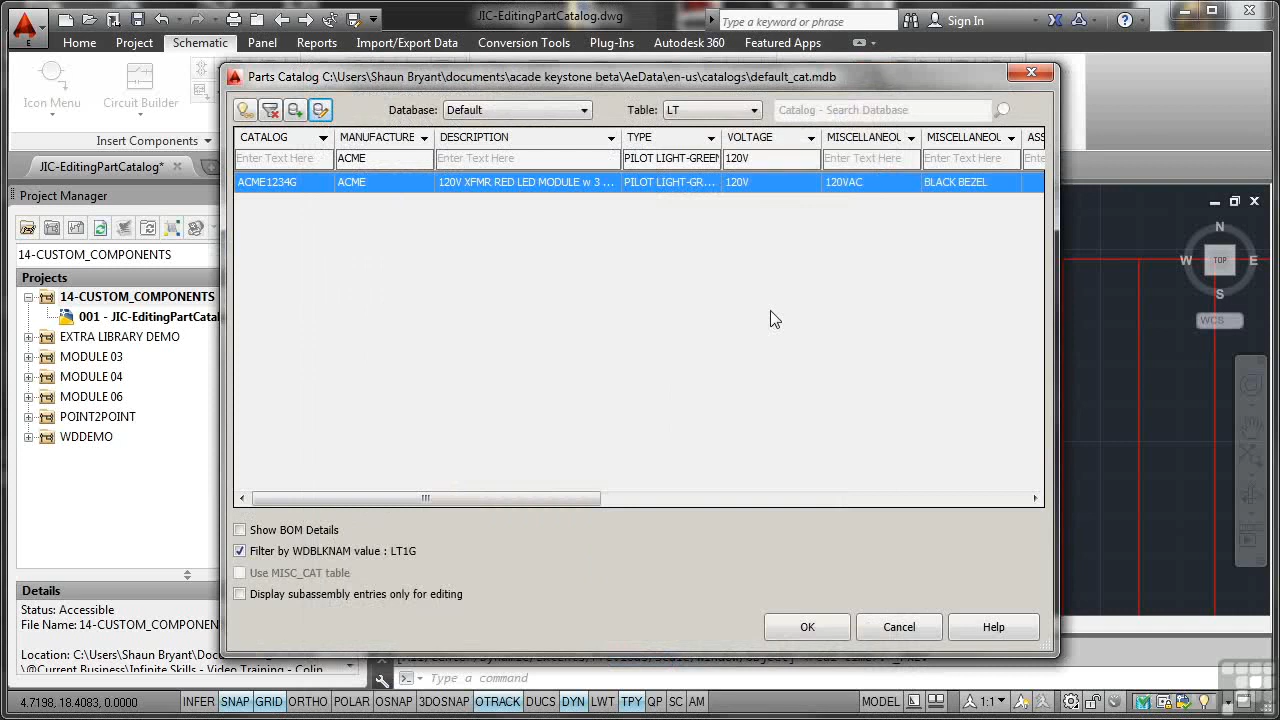 JIC-EditingPartCatalog.dwg
Type a keyword or phrase
Sign In
Home Project Schematic Panel Reports Import/Export Data Conversion Tools Plug-Ins Autodesk 360 Featured Apps
E
Icon Menu
Circuit Builder
Insert Components
JIC-EditingPartCatalog*
Project Manager
14-CUSTOM_COMPONENTS
Projects
14-CUSTOM_COMPONENTS
001 - JIC-EditingPartCatal
EXTRA LIBRARY DEMO
MODULE 03
MODULE 04
MODULE 06
POINT2POINT
WDDEMO
Details
Status: Accessible
File Name: 14-CUSTOM_COMPONEN
Location: C:\Users\Shaun Bryant\docume
\@Current Business\Infinite Skills - Video Training - Colin
Parts Catalog C:\Users\Shaun Bryant\documents\acade keystone beta\AeData\en-us\catalogs\default_cat.mdb
Database: Default Table: LT Catalog - Search Database
CATALOG MANUFACTURE DESCRIPTION TYPE VOLTAGE MISCELLANEOU MISCELLANEOU ASS
Enter Text Here ACME Enter Text Here PILOT LIGHT-GREEN 120V Enter Text Here Enter Text Here Ente
ACME1234G ACME 120V XFMR RED LED MODULE w 3 ... PILOT LIGHT-GR... 120V 120VAC BLACK BEZEL
Show BOM Details
Filter by WDBLKNAM value : LT1G
Use MISC_CAT table
Display subassembly entries only for editing
OK Cancel Help
N
W TOP E
S
WCS
Type a command
4.7198, 18.4083, 0.0000 INFER SNAP GRID ORTHO POLAR OSNAP 3DOSNAP OTRACK DUCS DYN LWT TPY QP SC AM MODEL 1:1